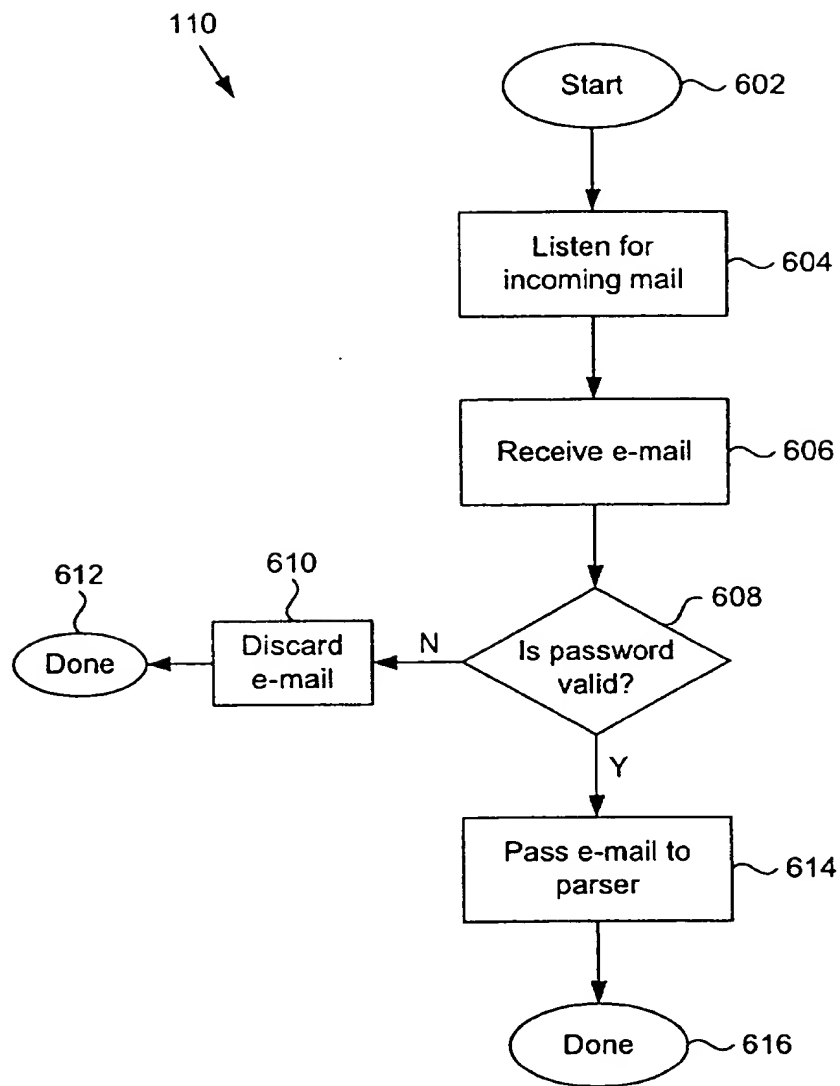 110
Start
602
Listen for
incoming mail
604
Receive e-mail
606
608
Is password
valid?
N
610
Discard
e-mail
612
Done
Y
Pass e-mail to
parser
614
Done
616